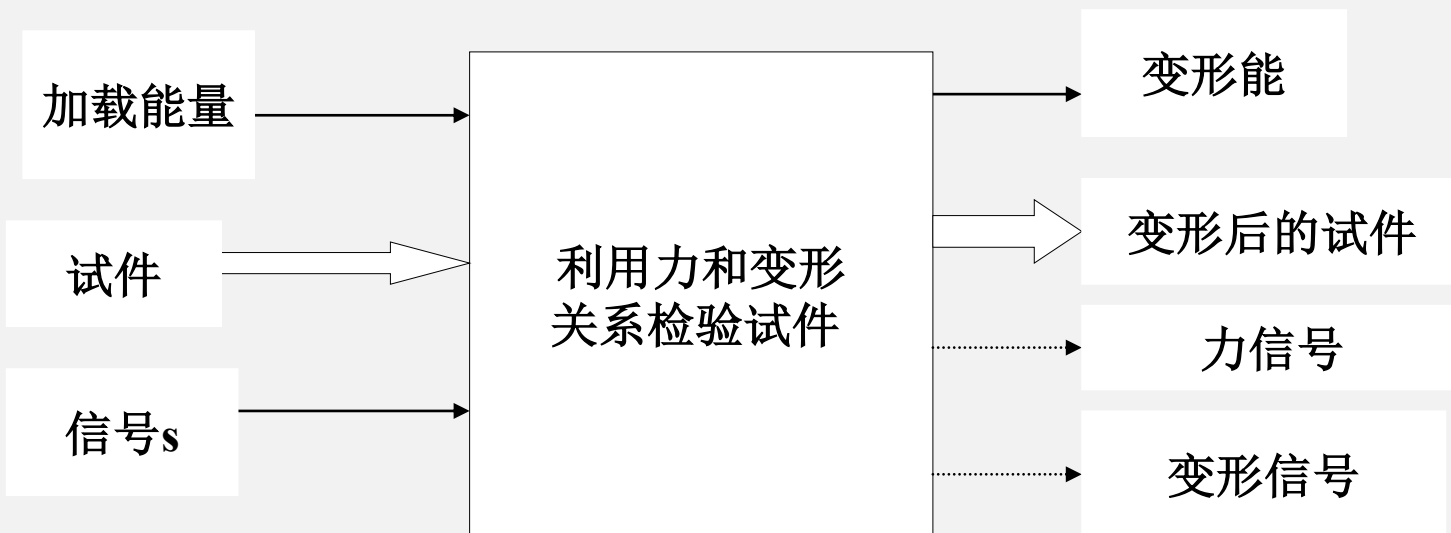 加载能量
试件
信号s
利用力和变形
关系检验试件
变形能
变形后的试件
力信号
变形信号